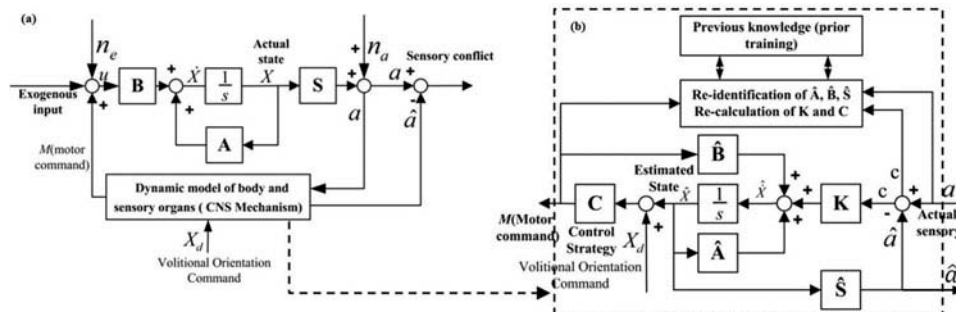 (a)
n_e
Exogenous
input
u
+
B
+
Ẋ
+
1/s
Actual
state
X
S
+
+
n_a
a
a
+
-
â
Sensory conflict
A
M(motor
command)
Dynamic model of body and
sensory organs ( CNS Mechanism)
X_d
Volitional Orientation
Command
(b)
Previous knowledge (prior
training)
Re-identification of Â, B̂, Ŝ
Re-calculation of K and C
B̂
Estimated
State
X̂
1/s
+
+
+
K
c
c
+
-
a
Actual
sensory
â
â
C
+
+
M(Motor
command)
Control
Strategy
X_d
Volitional Orientation
Command
Â
Ŝ